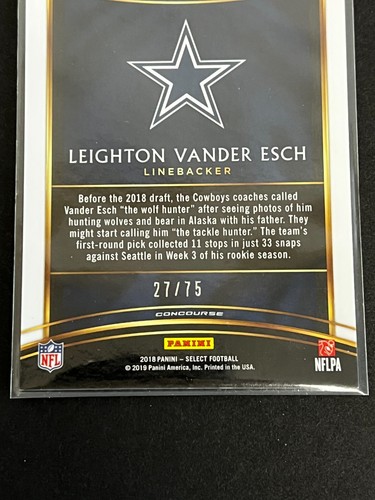 LEIGHTON VANDER ESCH
LINEBACKER
Before the 2018 draft, the Cowboys coaches called
Vander Esch "the wolf hunter" after seeing photos of him
hunting wolves and bear in Alaska with his father. They
might start calling him "the tackle hunter." The team's
first-round pick collected 11 stops in just 33 snaps
against Seattle in Week 3 of his rookie season.
27/75
CONCOURSE
PANINI
NFL
2018 PANINI – SELECT FOOTBALL
© 2019 Panini America, Inc. Printed in the USA.
NFLPA